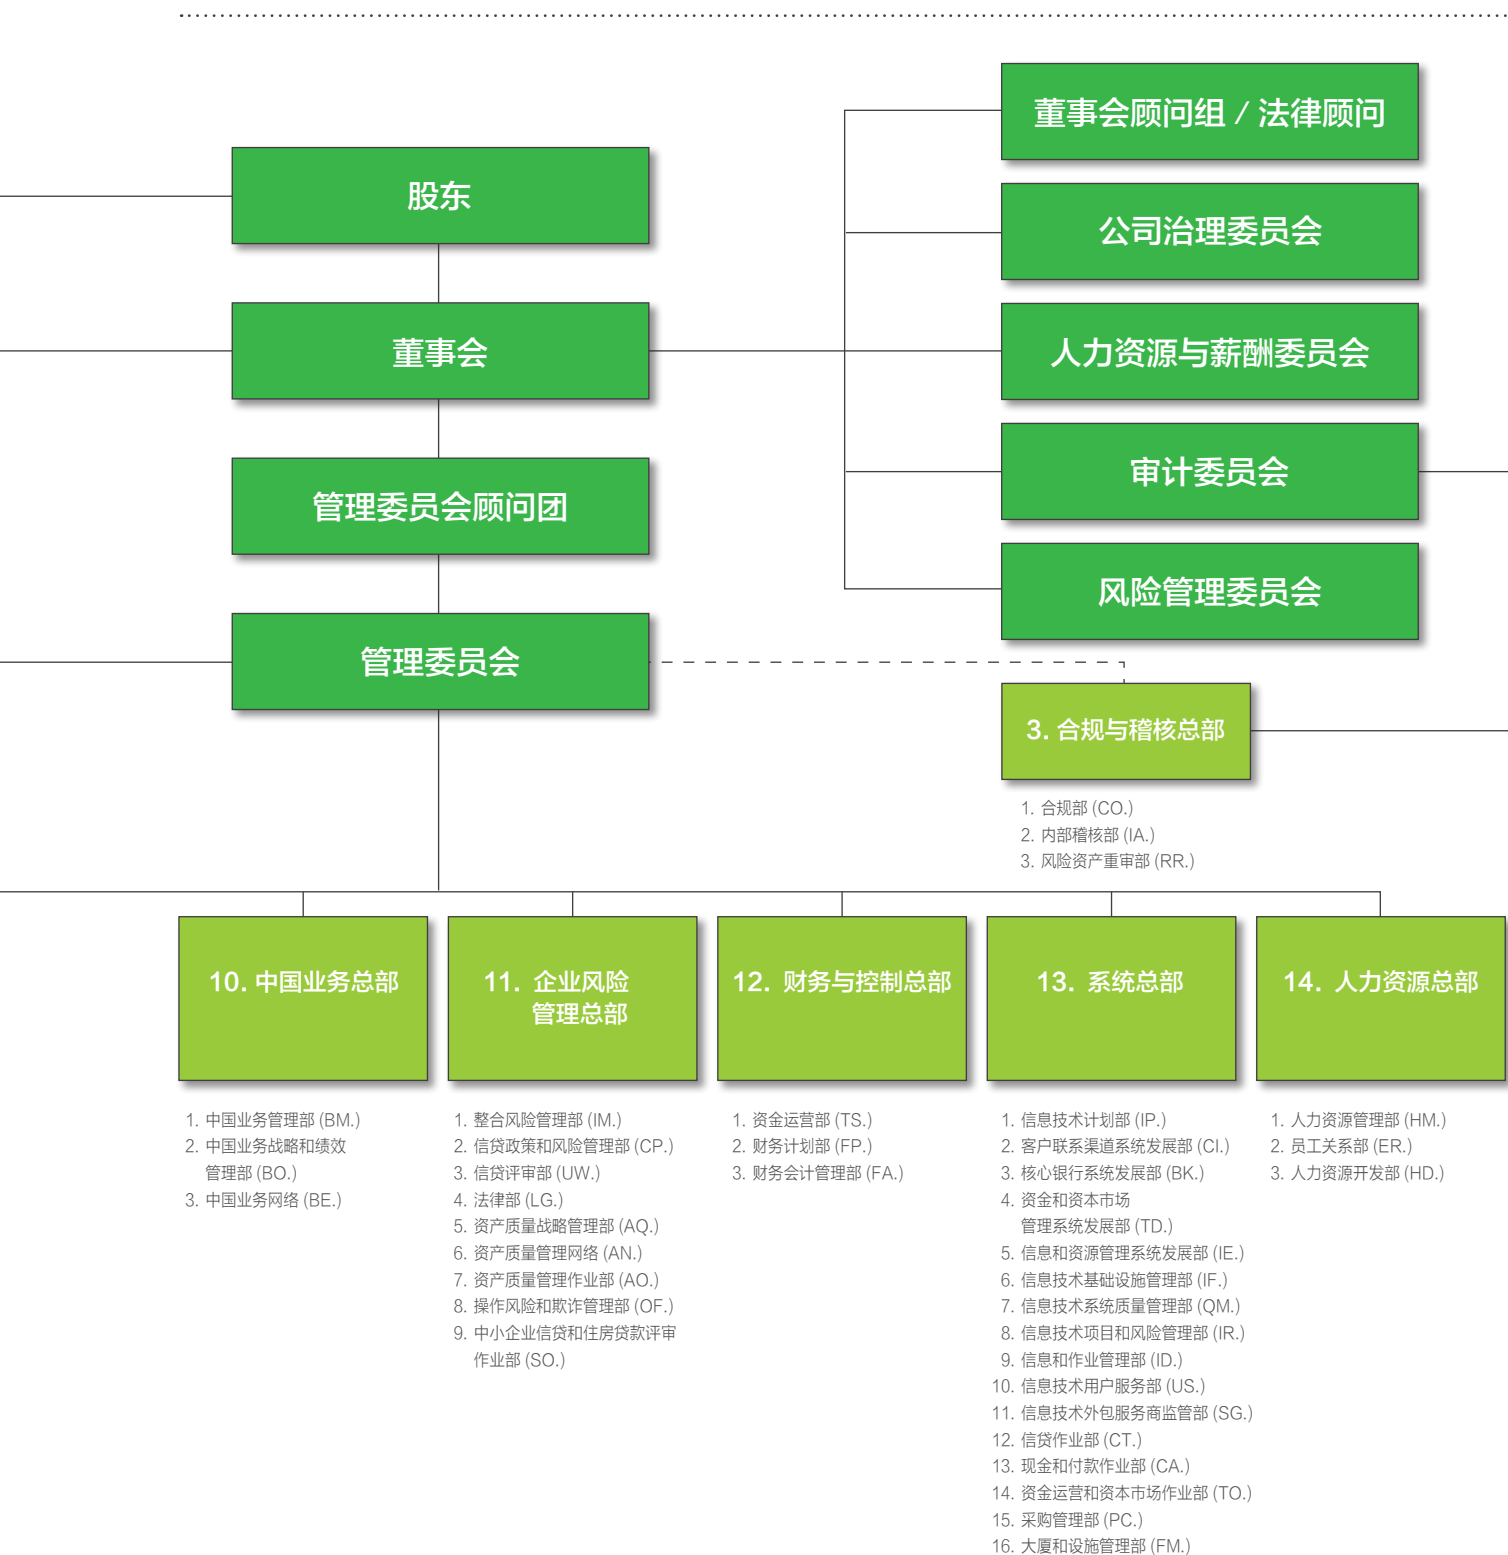 股东
董事会
管理委员会顾问团
管理委员会
董事会顾问组 / 法律顾问
公司治理委员会
人力资源与薪酬委员会
审计委员会
风险管理委员会
3. 合规与稽核总部
1. 合规部 (CO.)
2. 内部稽核部 (IA.)
3. 风险资产重审部 (RR.)
10. 中国业务总部
1. 中国业务管理部 (BM.)
2. 中国业务战略和绩效
管理部 (BO.)
3. 中国业务网络 (BE.)
11. 企业风险
管理总部
1. 整合风险管理部 (IM.)
2. 信贷政策和风险管理部 (CP.)
3. 信贷评审部 (UW.)
4. 法律部 (LG.)
5. 资产质量战略管理部 (AQ.)
6. 资产质量管理网络 (AN.)
7. 资产质量管理作业部 (AO.)
8. 操作风险和欺诈管理部 (OF.)
9. 中小企业信贷和住房贷款评审
作业部 (SO.)
12. 财务与控制总部
1. 资金运营部 (TS.)
2. 财务计划部 (FP.)
3. 财务会计管理部 (FA.)
13. 系统总部
1. 信息技术计划部 (IP.)
2. 客户联系渠道系统发展部 (CI.)
3. 核心银行系统发展部 (BK.)
4. 资金和资本市场
管理系统发展部 (TD.)
5. 信息和资源管理系统发展部 (IE.)
6. 信息技术基础设施管理部 (IF.)
7. 信息技术系统质量管理部 (QM.)
8. 信息技术项目和风险管理部 (IR.)
9. 信息和作业管理部 (ID.)
10. 信息技术用户服务部 (US.)
11. 信息技术外包服务商监管部 (SG.)
12. 信贷作业部 (CT.)
13. 现金和付款作业部 (CA.)
14. 资金运营和资本市场作业部 (TO.)
15. 采购管理部 (PC.)
16. 大厦和设施管理部 (FM.)
14. 人力资源总部
1. 人力资源管理部 (HM.)
2. 员工关系部 (ER.)
3. 人力资源开发部 (HD.)